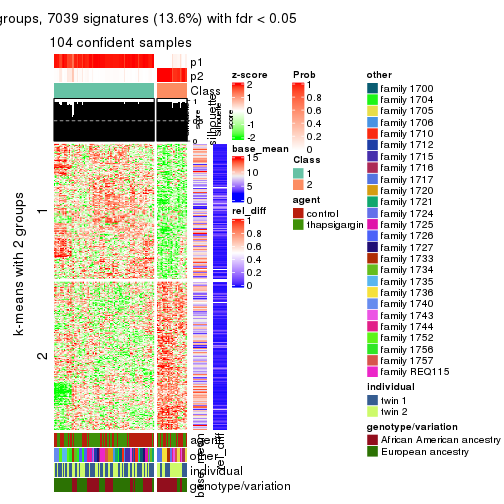 groups, 7039 signatures (13.6%) with fdr < 0.05
104 confident samples
p1
p2
Class
silhouette
score
1
0.5
0
k-means with 2 groups
1
2
agent
other
individual
genotype/variation
base_mean
rel_diff
z-score
2
1
0
-1
-2
base_mean
15
10
5
0
rel_diff
1
0.8
0.6
0.4
0.2
0
Prob
1
0.8
0.6
0.4
0.2
0
Class
1
2
agent
control
thapsigargin
other
family 1700
family 1704
family 1705
family 1706
family 1710
family 1712
family 1715
family 1716
family 1717
family 1720
family 1721
family 1724
family 1725
family 1726
family 1727
family 1733
family 1734
family 1735
family 1736
family 1740
family 1743
family 1744
family 1752
family 1756
family 1757
family REQ115
individual
twin 1
twin 2
genotype/variation
African American ancestry
European ancestry